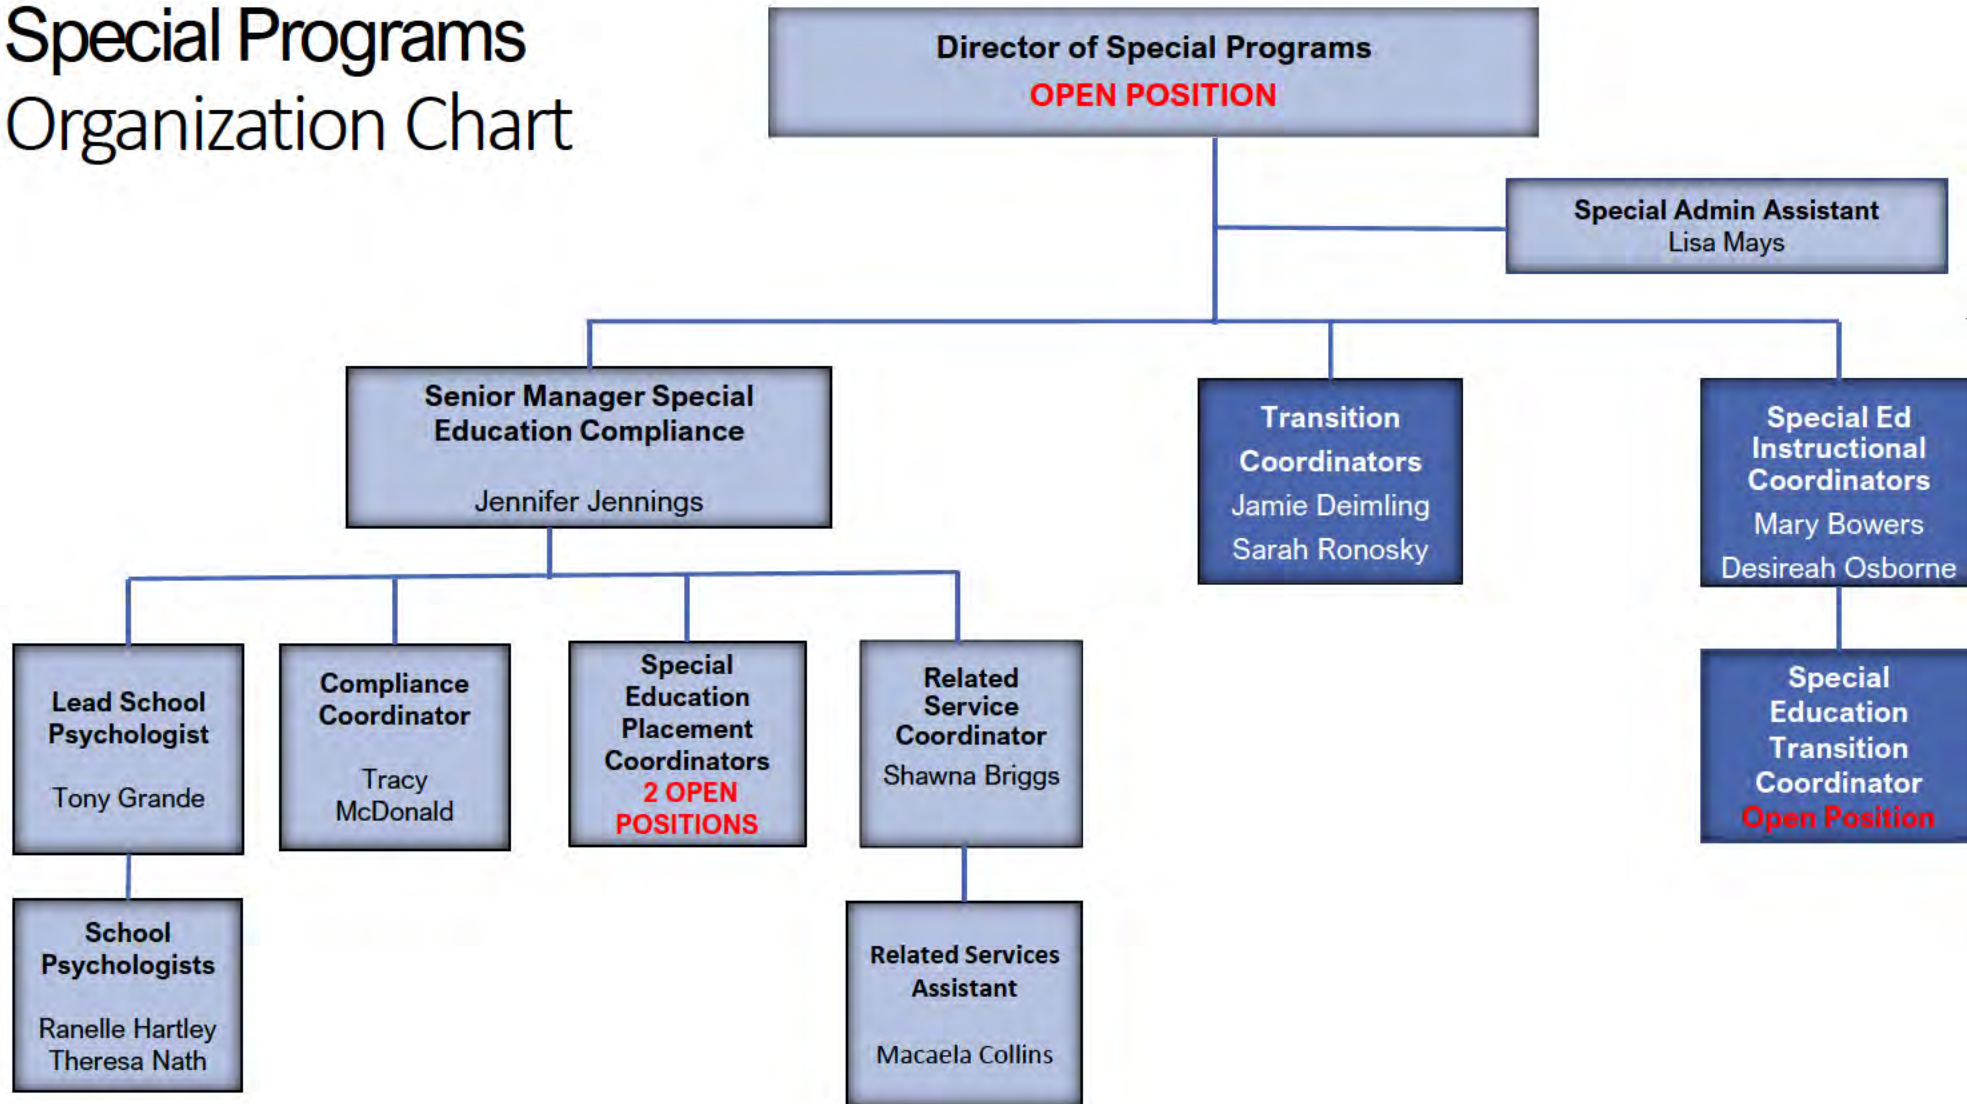 Special Programs
Organization Chart
Director of Special Programs
OPEN POSITION
Special Admin Assistant
Lisa Mays
Senior Manager Special
Education Compliance
Jennifer Jennings
Transition
Coordinators
Jamie Deimling
Sarah Ronosky
Special Ed
Instructional
Coordinators
Mary Bowers
Desireah Osborne
Lead School
Psychologist
Tony Grande
Compliance
Coordinator
Tracy
McDonald
Special
Education
Placement
Coordinators
2 OPEN
POSITIONS
Related
Service
Coordinator
Shawna Briggs
Special
Education
Transition
Coordinator
Open Position
School
Psychologists
Ranelle Hartley
Theresa Nath
Related Services
Assistant
Macaela Collins